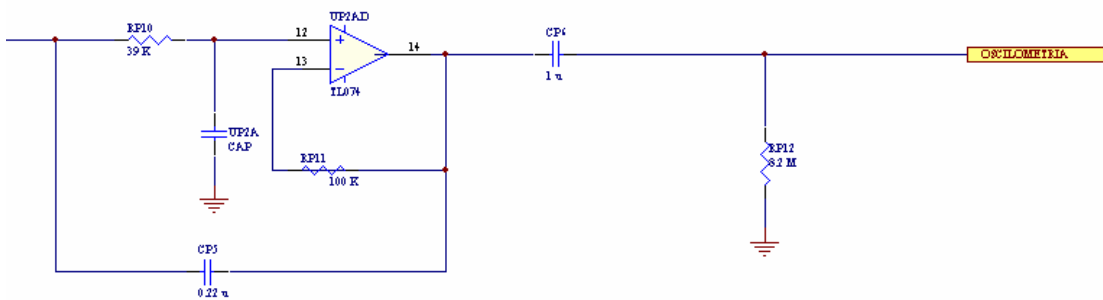 UP2AD
RP10
39 K
12
13
14
TL074
CP6
1 u
OSCILOMETRIA
UP2A
CAP
RP11
100 K
RP12
8.2 M
CP5
0.22 u